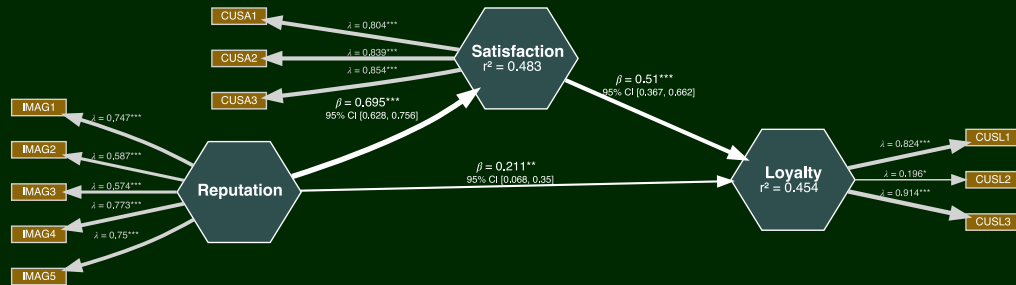 CUSA1
λ = 0.804***
CUSA2
λ = 0.839***
CUSA3
λ = 0.854***
Satisfaction
r² = 0.483
β = 0.695***
95% CI [0.628, 0.756]
β = 0.51***
95% CI [0.367, 0.662]
IMAG1
λ = 0.747***
IMAG2
λ = 0.587***
IMAG3
λ = 0.574***
IMAG4
λ = 0.773***
IMAG5
λ = 0.75***
Reputation
β = 0.211**
95% CI [0.068, 0.35]
Loyalty
r² = 0.454
λ = 0.824***
CUSL1
λ = 0.196*
CUSL2
λ = 0.914***
CUSL3